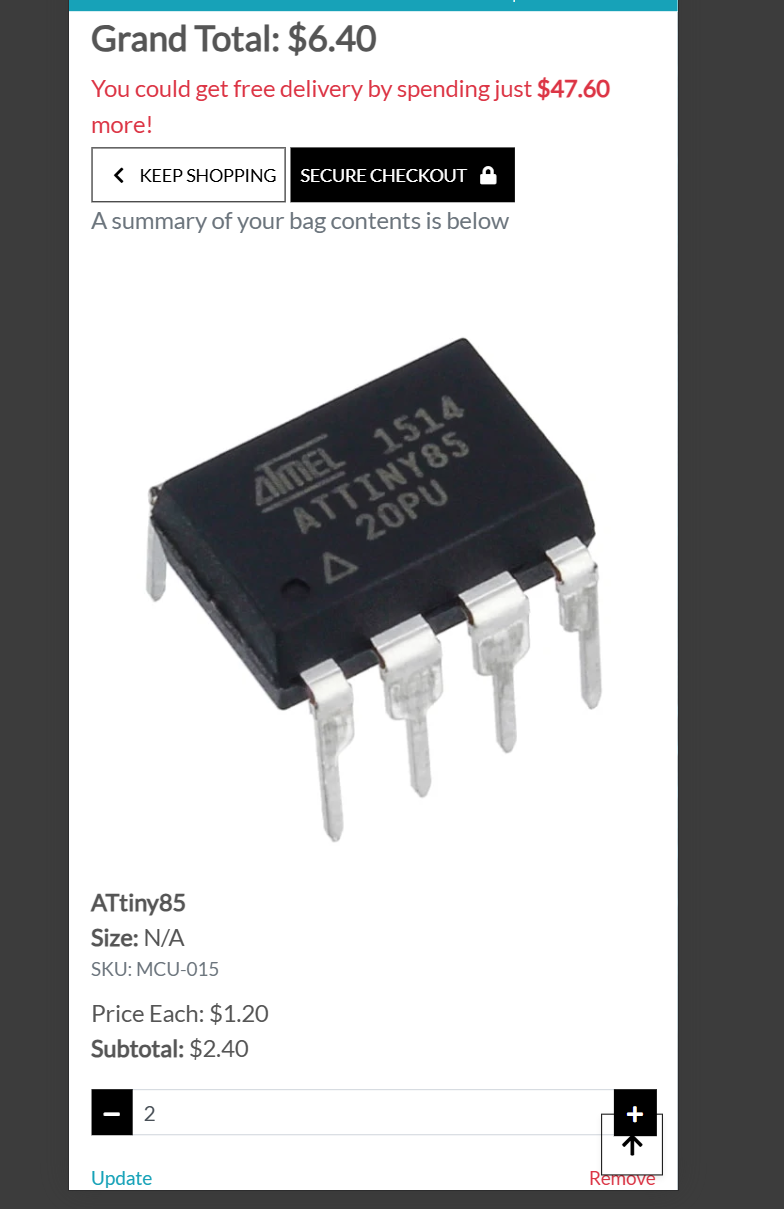 Grand Total: $6.40
You could get free delivery by spending just $47.60
more!
KEEP SHOPPING
SECURE CHECKOUT
A summary of your bag contents is below
ATMEL 1514
ATTINY85
20PU
ATtiny85
Size: N/A
SKU: MCU-015
Price Each: $1.20
Subtotal: $2.40
2
Update
Remove